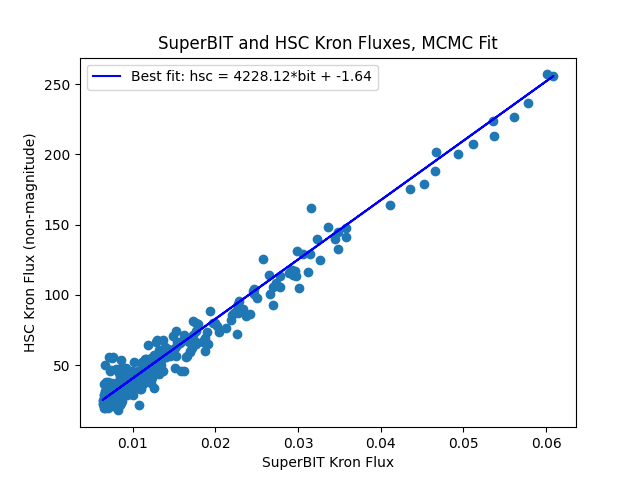 SuperBIT and HSC Kron Fluxes, MCMC Fit
Best fit: hsc = 4228.12*bit + -1.64
HSC Kron Flux (non-magnitude)
250
200
150
100
50
0.01 0.02 0.03 0.04 0.05 0.06
SuperBIT Kron Flux